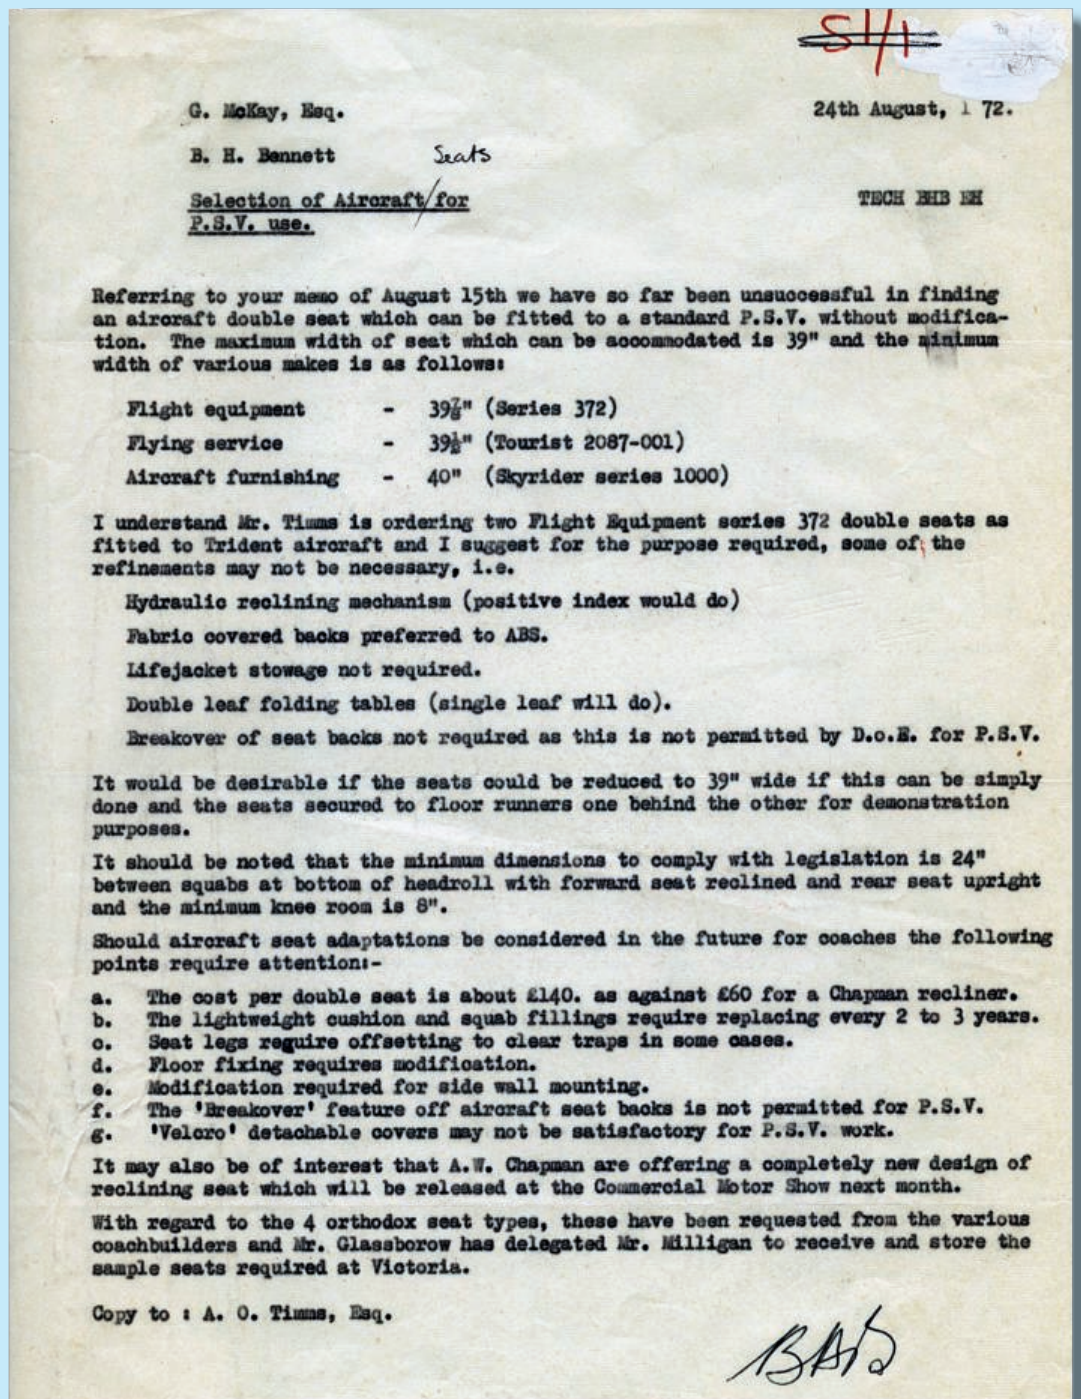 S1/1
G. McKay, Esq. 24th August, 1 72.
B. H. Bennett Seats
Selection of Aircraft/for TECH BHB EH
P.S.V. use.
Referring to your memo of August 15th we have so far been unsuccessful in finding
an aircraft double seat which can be fitted to a standard P.S.V. without modifica-
tion. The maximum width of seat which can be accommodated is 39" and the minimum
width of various makes is as follows:
Flight equipment - 39⅞" (Series 372)
Flying service - 39½" (Tourist 2087-001)
Aircraft furnishing - 40" (Skyrider series 1000)
I understand Mr. Timms is ordering two Flight Equipment series 372 double seats as
fitted to Trident aircraft and I suggest for the purpose required, some of the
refinements may not be necessary, i.e.
Hydraulic reclining mechanism (positive index would do)
Fabric covered backs preferred to ABS.
Lifejacket stowage not required.
Double leaf folding tables (single leaf will do).
Breakover of seat backs not required as this is not permitted by D.o.E. for P.S.V.
It would be desirable if the seats could be reduced to 39" wide if this can be simply
done and the seats secured to floor runners one behind the other for demonstration
purposes.
It should be noted that the minimum dimensions to comply with legislation is 24"
between squabs at bottom of headroll with forward seat reclined and rear seat upright
and the minimum knee room is 8".
Should aircraft seat adaptations be considered in the future for coaches the following
points require attention:-
a. The cost per double seat is about £140. as against £60 for a Chapman recliner.
b. The lightweight cushion and squab fillings require replacing every 2 to 3 years.
c. Seat legs require offsetting to clear traps in some cases.
d. Floor fixing requires modification.
e. Modification required for side wall mounting.
f. The 'Breakover' feature off aircraft seat backs is not permitted for P.S.V.
g. 'Velcro' detachable covers may not be satisfactory for P.S.V. work.
It may also be of interest that A.W. Chapman are offering a completely new design of
reclining seat which will be released at the Commercial Motor Show next month.
With regard to the 4 orthodox seat types, these have been requested from the various
coachbuilders and Mr. Glassborow has delegated Mr. Milligan to receive and store the
sample seats required at Victoria.
Copy to : A. O. Timms, Esq.